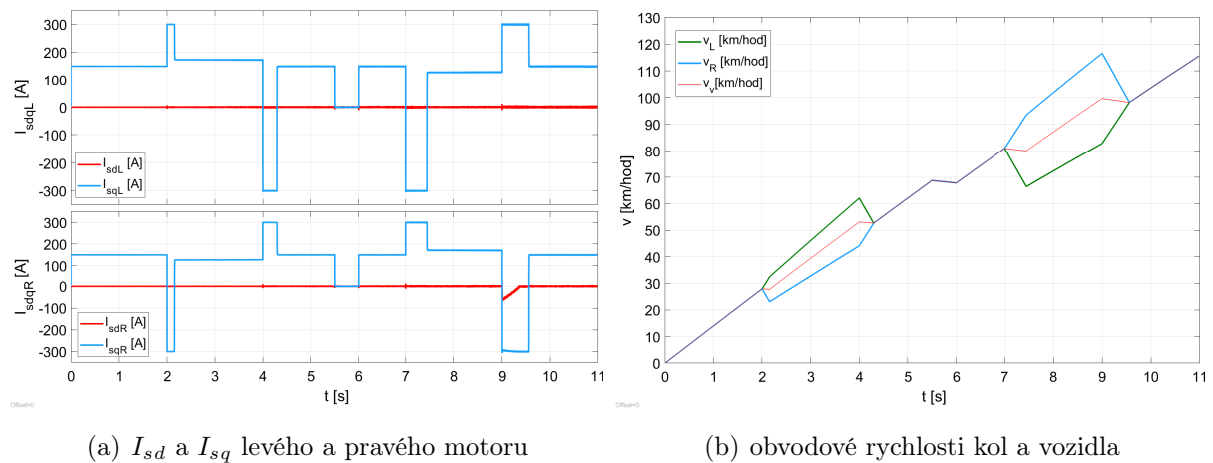 300
200
100
0
-100
-200
-300
I_sdqL [A]
I_sdL [A]
I_sqL [A]
300
200
100
0
-100
-200
-300
I_sdqR [A]
I_sdR [A]
I_sqR [A]
0 1 2 3 4 5 6 7 8 9 10 11
t [s]
Offset=0
130
120
110
100
90
80
70
60
50
40
30
20
10
0
v [km/hod]
v_L [km/hod]
v_R [km/hod]
v_v[km/hod]
0 1 2 3 4 5 6 7 8 9 10 11
t [s]
Offset=0
(a) I_sd a I_sq levého a pravého motoru
(b) obvodové rychlosti kol a vozidla